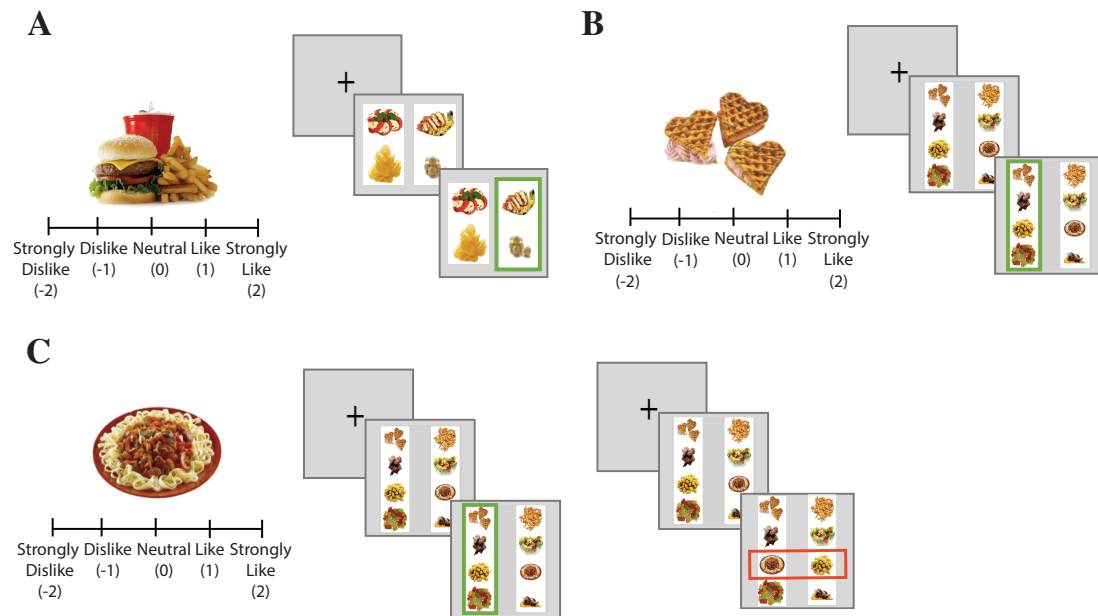 A
Strongly Dislike (-2)
Dislike (-1)
Neutral (0)
Like (1)
Strongly Like (2)
B
Strongly Dislike (-2)
Dislike (-1)
Neutral (0)
Like (1)
Strongly Like (2)
C
Strongly Dislike (-2)
Dislike (-1)
Neutral (0)
Like (1)
Strongly Like (2)